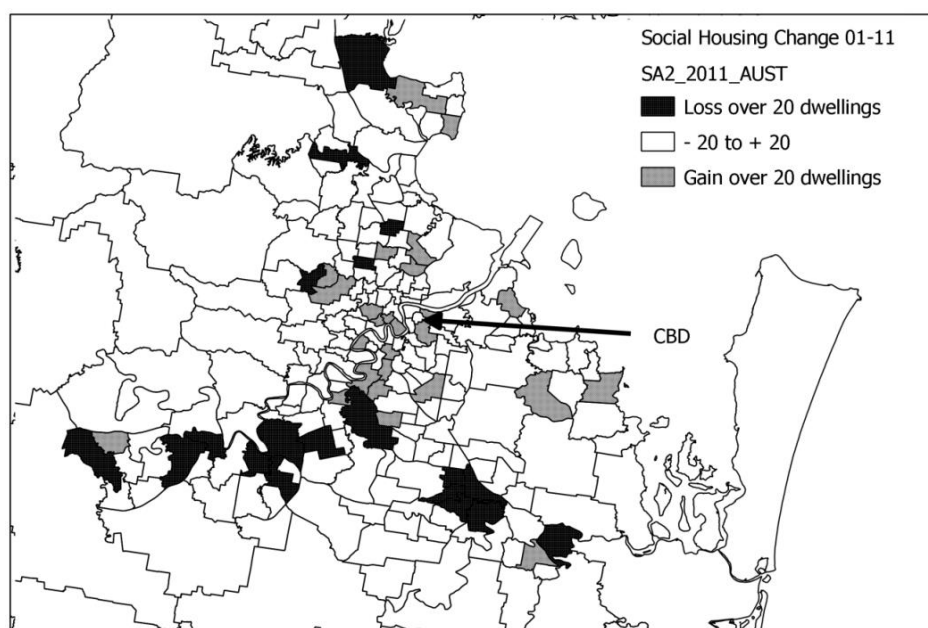 Social Housing Change 01-11
SA2_2011_AUST
Loss over 20 dwellings
- 20 to + 20
Gain over 20 dwellings
CBD